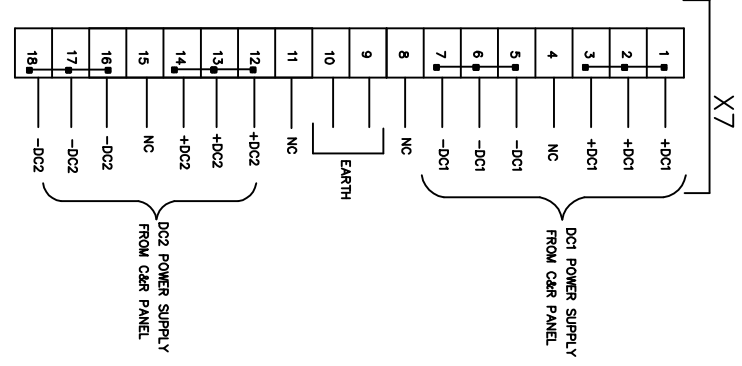 X7
1
2
3
4
5
6
7
8
9
10
11
12
13
14
15
16
17
18
+DC1
+DC1
+DC1
NC
-DC1
-DC1
-DC1
NC
EARTH
NC
+DC2
+DC2
+DC2
NC
-DC2
-DC2
-DC2
DC1 POWER SUPPLY
FROM C&R PANEL
DC2 POWER SUPPLY
FROM C&R PANEL